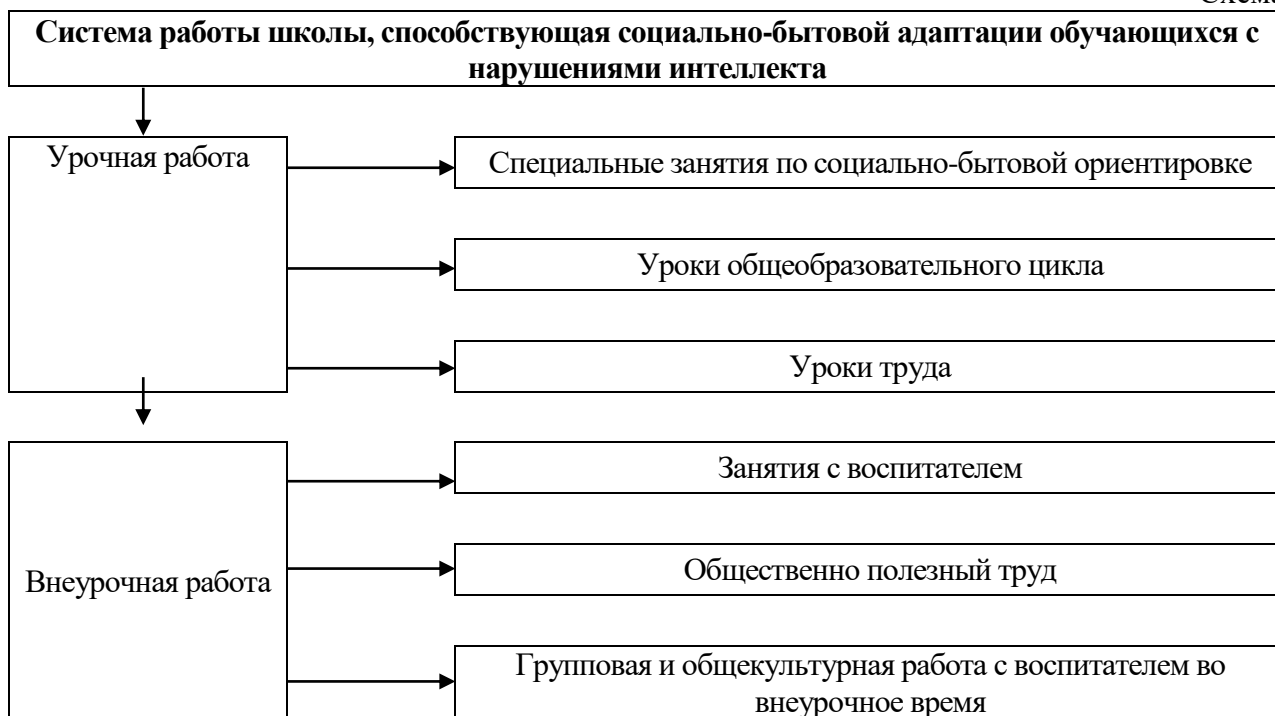 Система работы школы, способствующая социально-бытовой адаптации обучающихся с
нарушениями интеллекта
Урочная работа
Специальные занятия по социально-бытовой ориентировке
Уроки общеобразовательного цикла
Уроки труда
Внеурочная работа
Занятия с воспитателем
Общественно полезный труд
Групповая и общекультурная работа с воспитателем во
внеурочное время